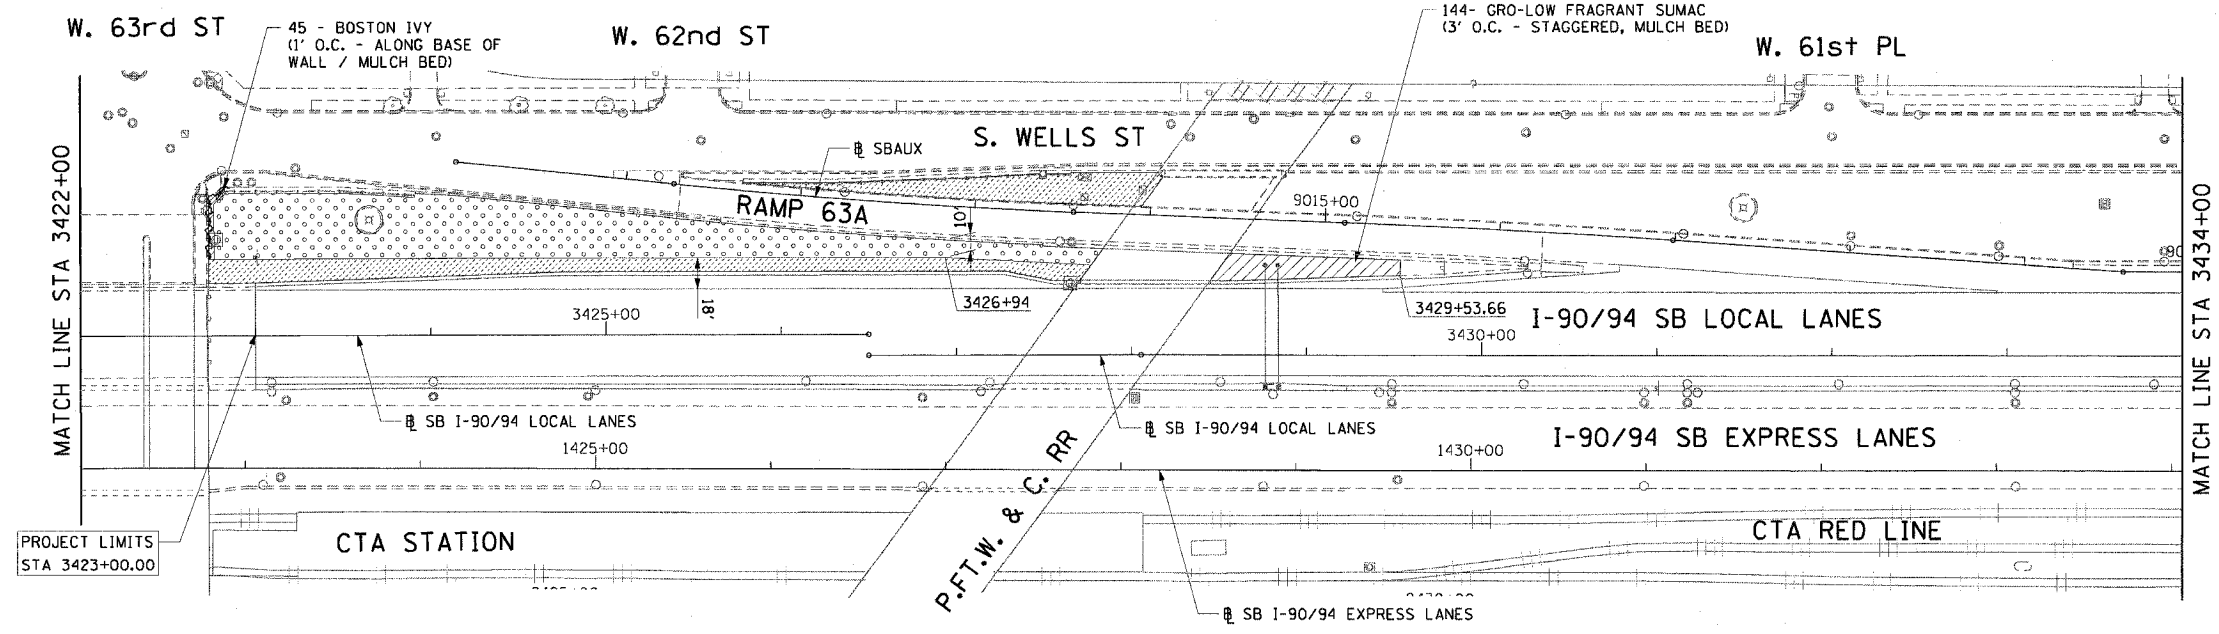 W. 63rd ST
45 - BOSTON IVY
(1' O.C. - ALONG BASE OF
WALL / MULCH BED)
W. 62nd ST
144- GRO-LOW FRAGRANT SUMAC
(3' O.C. - STAGGERED, MULCH BED)
W. 61st PL
S. WELLS ST
SBAUX
RAMP 63A
10'
9015+00
90
MATCH LINE STA 3422+00
MATCH LINE STA 3434+00
18'
3426+94
3429+53.66
3425+00
3430+00
I-90/94 SB LOCAL LANES
SB I-90/94 LOCAL LANES
SB I-90/94 LOCAL LANES
I-90/94 SB EXPRESS LANES
1425+00
1430+00
P.FT.W. & C. RR
PROJECT LIMITS
STA 3423+00.00
CTA STATION
CTA RED LINE
SB I-90/94 EXPRESS LANES